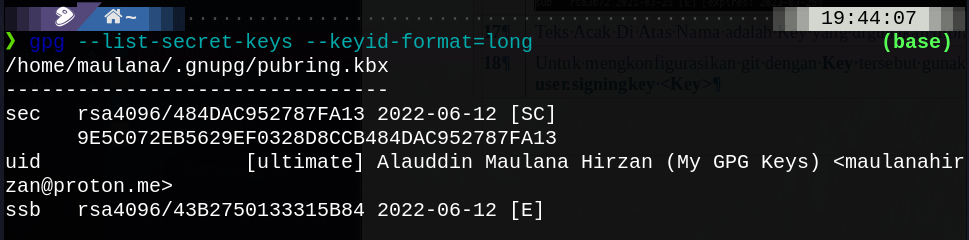 ~ 19:44:07
❯ gpg --list-secret-keys --keyid-format=long (base)
/home/maulana/.gnupg/pubring.kbx
--------------------------------
sec   rsa4096/484DAC952787FA13 2022-06-12 [SC]
      9E5C072EB5629EF0328D8CCB484DAC952787FA13
uid                 [ultimate] Alauddin Maulana Hirzan (My GPG Keys) <maulanahir
zan@proton.me>
ssb   rsa4096/43B2750133315B84 2022-06-12 [E]
17¶ Teks Acak Di Atas Nama adalah Key yang
18¶ Untuk mengkonfigurasikan git dengan Key tersebut
user.signingkey <Key>¶